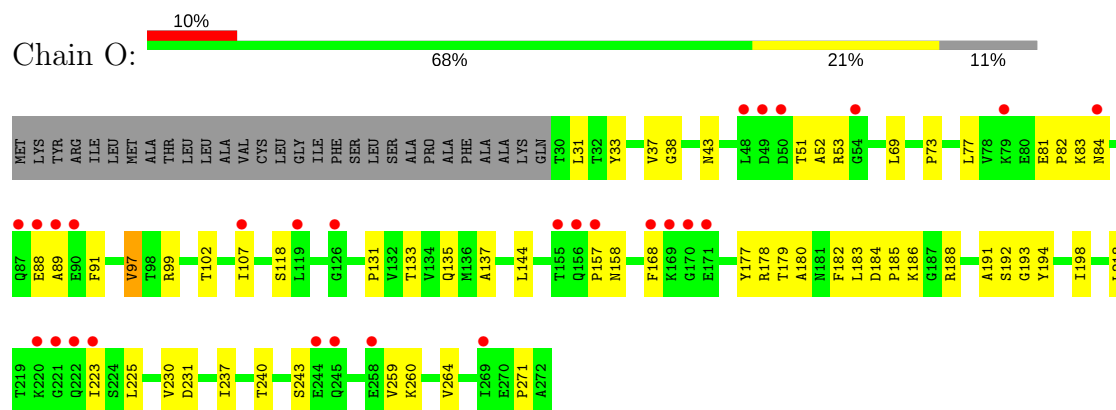 10%
Chain O:
68% 21% 11%
MET LYS TYR ARG ILE LEU MET ALA THR LEU LEU ALA VAL CYS LEU GLY ILE PHE SER LEU SER ALA PRO ALA PHE ALA ALA LYS GLN T30 L31 T32 Y33 V37 G38 N43 L48 D49 D50 T51 A52 R53 G54 L69 P73 L77 V78 K79 E80 E81 P82 K83 N84
Q87 E88 A89 E90 F91 V97 T98 R99 T102 I107 S118 L119 G126 P131 V132 T133 V134 Q135 M136 A137 L144 T155 Q156 P157 N158 F168 K169 G170 E171 Y177 R178 T179 A180 N181 F182 L183 D184 P185 K186 G187 R188 A191 S192 G193 Y194 I198
T219 K220 G221 Q222 I223 S224 L225 V230 D231 I237 T240 S243 E244 Q245 E258 V259 K260 V264 I269 E270 P271 A272